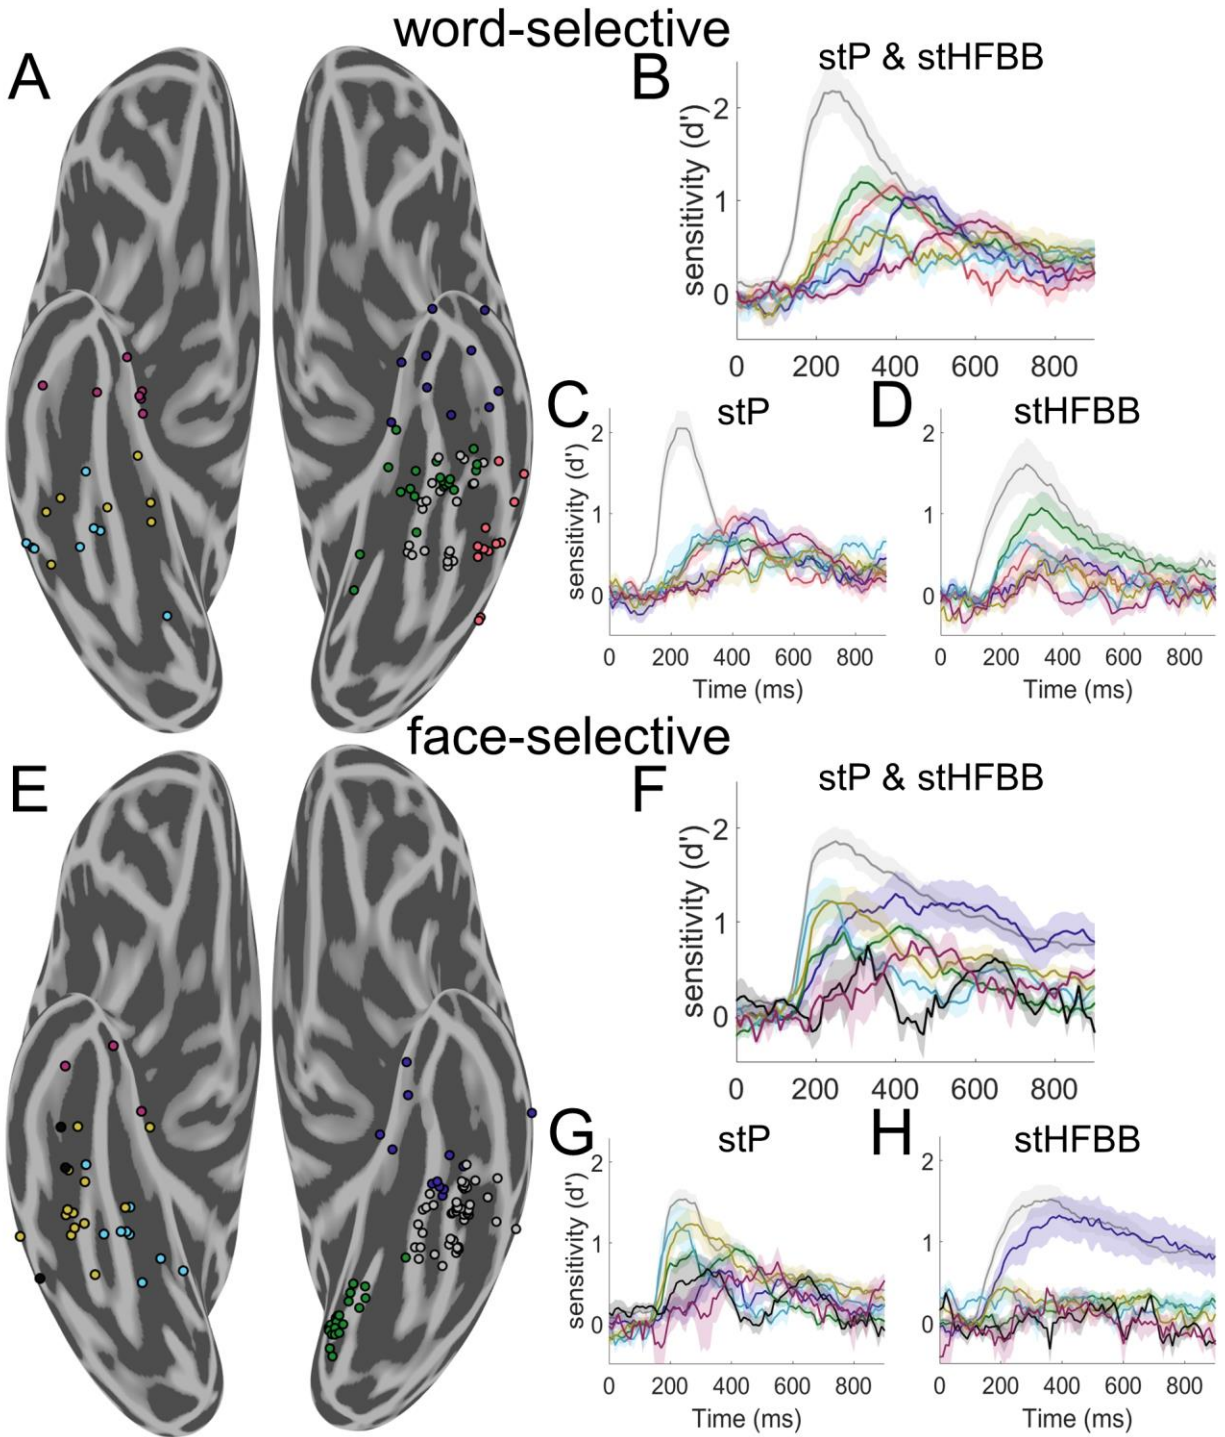 word-selective
A
B
stP & stHFBB
sensitivity (d')
2
1
0
0 200 400 600 800
C
stP
sensitivity (d')
2
1
0
0 200 400 600 800
Time (ms)
D
stHFBB
2
1
0
0 200 400 600 800
Time (ms)
face-selective
E
F
stP & stHFBB
sensitivity (d')
2
1
0
0 200 400 600 800
G
stP
sensitivity (d')
2
1
0
0 200 400 600 800
Time (ms)
H
stHFBB
2
1
0
0 200 400 600 800
Time (ms)